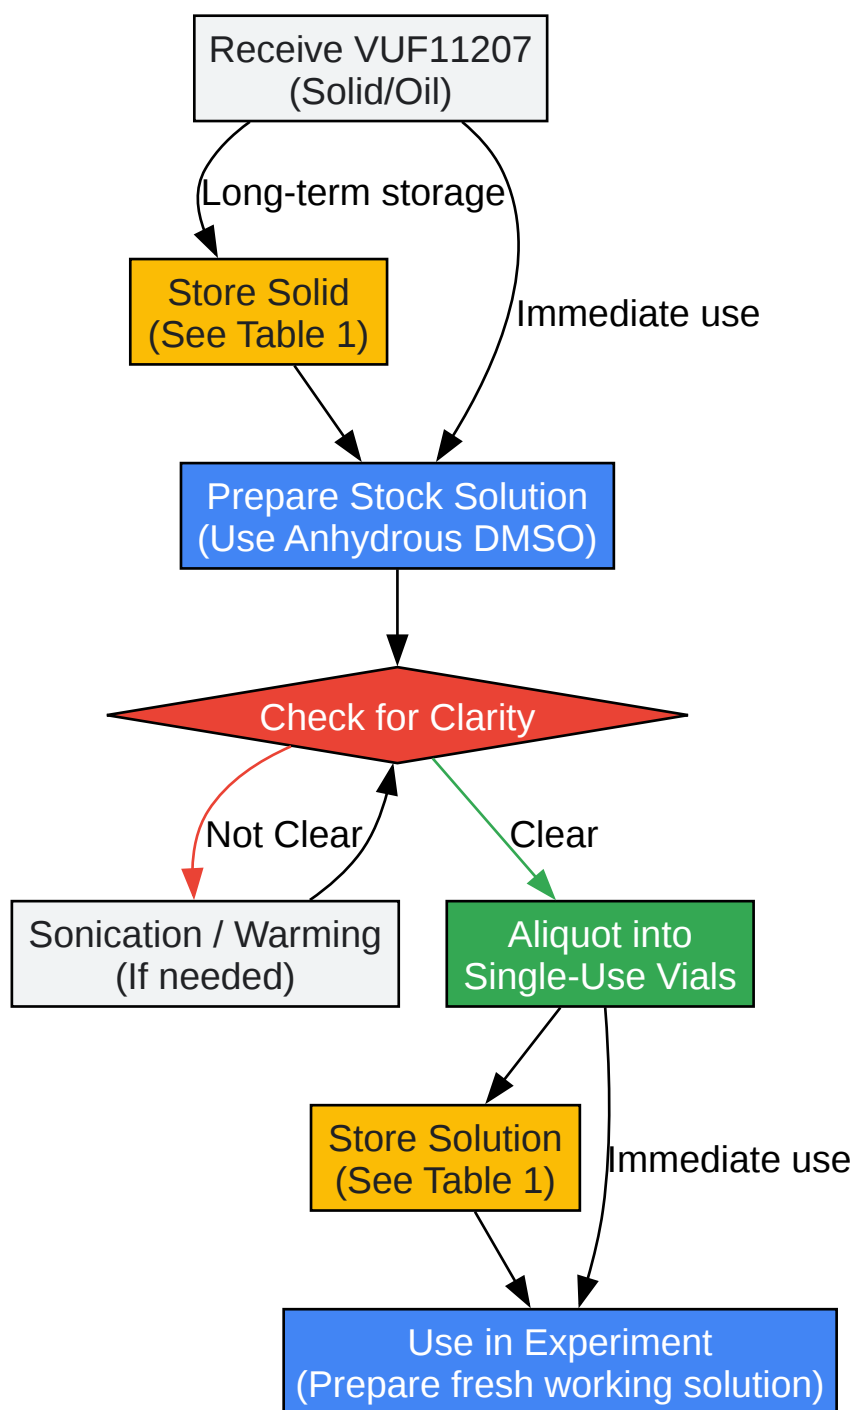 Receive VUF11207
(Solid/Oil)
Long-term storage
Store Solid
(See Table 1)
Immediate use
Prepare Stock Solution
(Use Anhydrous DMSO)
Check for Clarity
Not Clear
Clear
Sonication / Warming
(If needed)
Aliquot into
Single-Use Vials
Store Solution
(See Table 1)
Immediate use
Use in Experiment
(Prepare fresh working solution)